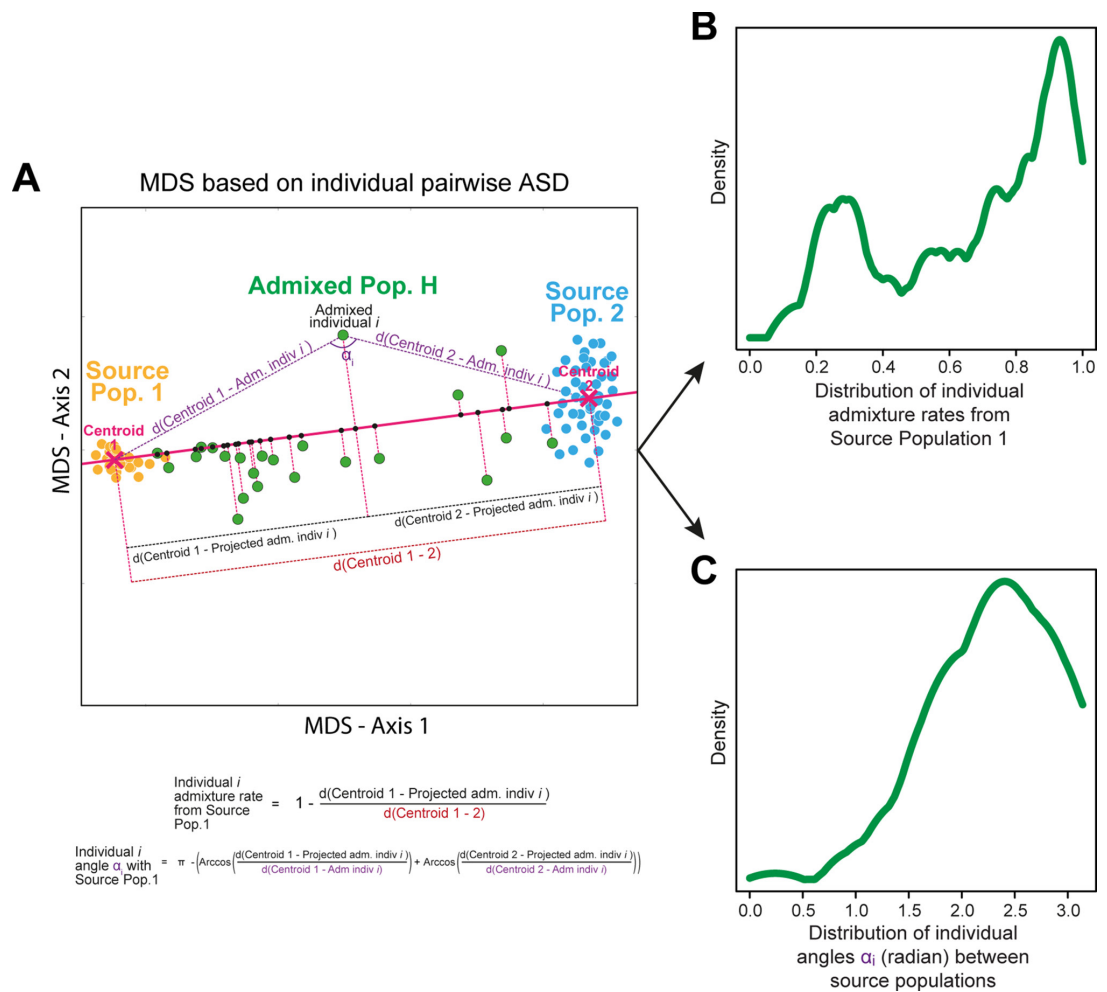 A
MDS based on individual pairwise ASD
MDS - Axis 2
Admixed Pop. H
Admixed
individual i
αi
Source
Pop. 1
Centroid
1
Source
Pop. 2
Centroid
2
d(Centroid 1 - Adm. indiv i )
d(Centroid 2 - Adm. indiv i )
d(Centroid 1 - Projected adm. indiv i )
d(Centroid 2 - Projected adm. indiv i )
d(Centroid 1 - 2)
MDS - Axis 1
Individual i
admixture rate
from Source
Pop.1
= 1 - d(Centroid 1 - Projected adm. indiv i )
d(Centroid 1 - 2)
Individual i
angle αi with
Source Pop.1
= π -(Arccos(d(Centroid 1 - Projected adm. indiv i )
d(Centroid 1 - Adm indiv i )) + Arccos(d(Centroid 2 - Projected adm. indiv i )
d(Centroid 2 - Adm indiv i )))
B
Density
0.0 0.2 0.4 0.6 0.8 1.0
Distribution of individual
admixture rates from
Source Population 1
C
Density
0.0 0.5 1.0 1.5 2.0 2.5 3.0
Distribution of individual
angles αi (radian) between
source populations